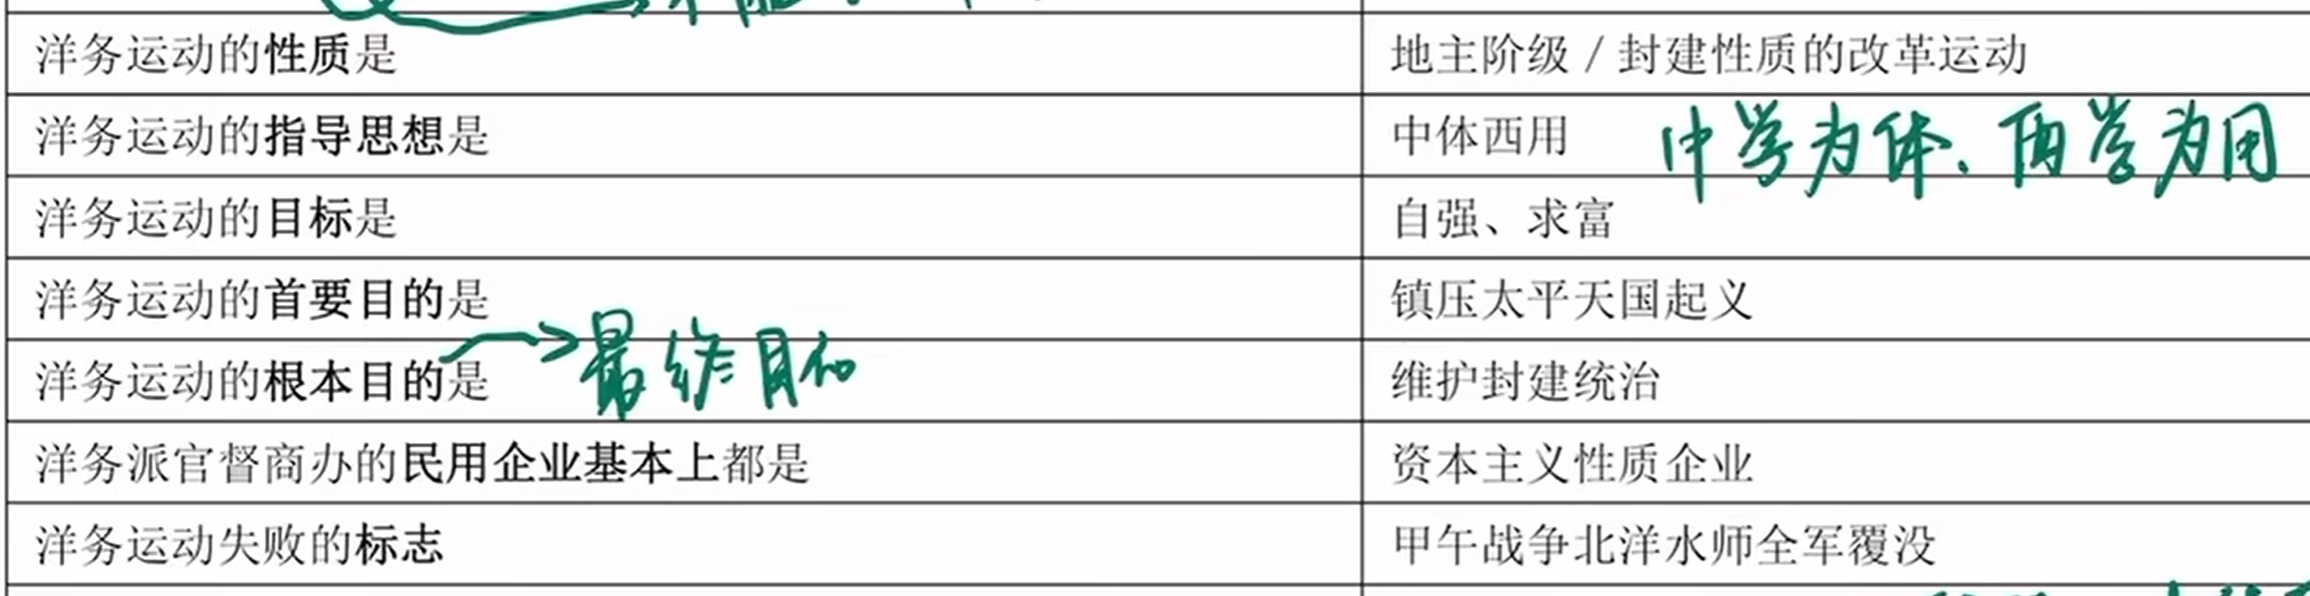 洋务运动的性质是 地主阶级 / 封建性质的改革运动
洋务运动的指导思想是 中体西用 中学为体、西学为用
洋务运动的目标是 自强、求富
洋务运动的首要目的是 镇压太平天国起义
洋务运动的根本目的是 最终目的 维护封建统治
洋务派官督商办的民用企业基本上都是 资本主义性质企业
洋务运动失败的标志 甲午战争北洋水师全军覆没